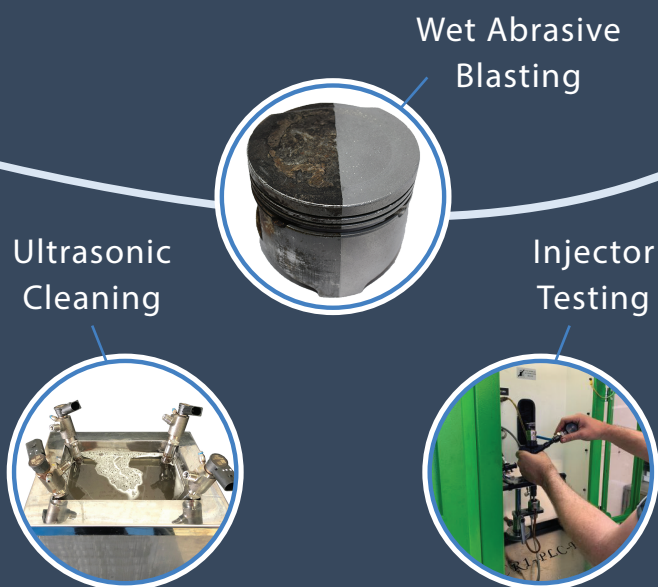 Wet Abrasive
Blasting
Ultrasonic
Cleaning
Injector
Testing